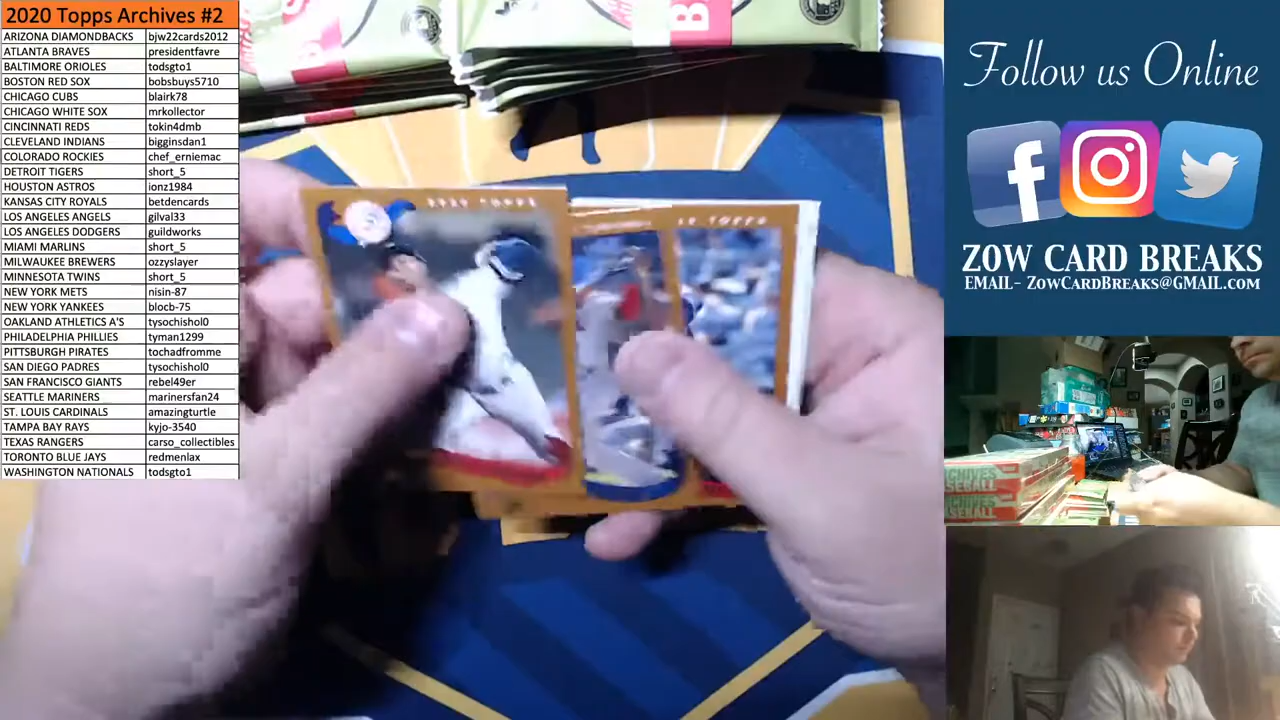 2020 Topps Archives #2
ARIZONA DIAMONDBACKS bjw22cards2012
ATLANTA BRAVES presidentfavre
BALTIMORE ORIOLES todsgto1
BOSTON RED SOX bobsbuys5710
CHICAGO CUBS blairk78
CHICAGO WHITE SOX mrkollector
CINCINNATI REDS tokin4dmb
CLEVELAND INDIANS bigginsdan1
COLORADO ROCKIES chef_erniemac
DETROIT TIGERS short_5
HOUSTON ASTROS ionz1984
KANSAS CITY ROYALS betdencards
LOS ANGELES ANGELS gilval33
LOS ANGELES DODGERS guildworks
MIAMI MARLINS short_5
MILWAUKEE BREWERS ozzyslayer
MINNESOTA TWINS short_5
NEW YORK METS nisin-87
NEW YORK YANKEES blocb-75
OAKLAND ATHLETICS A'S tysochishol0
PHILADELPHIA PHILLIES tyman1299
PITTSBURGH PIRATES tochadfromme
SAN DIEGO PADRES tysochishol0
SAN FRANCISCO GIANTS rebel49er
SEATTLE MARINERS marinersfan24
ST. LOUIS CARDINALS amazingturtle
TAMPA BAY RAYS kyjo-3540
TEXAS RANGERS carso_collectibles
TORONTO BLUE JAYS redmenlax
WASHINGTON NATIONALS todsgto1
2020 TOPPS
TOPPS
B
Follow us Online
ZOW CARD BREAKS
EMAIL- ZOWCARDBREAKS@GMAIL.COM